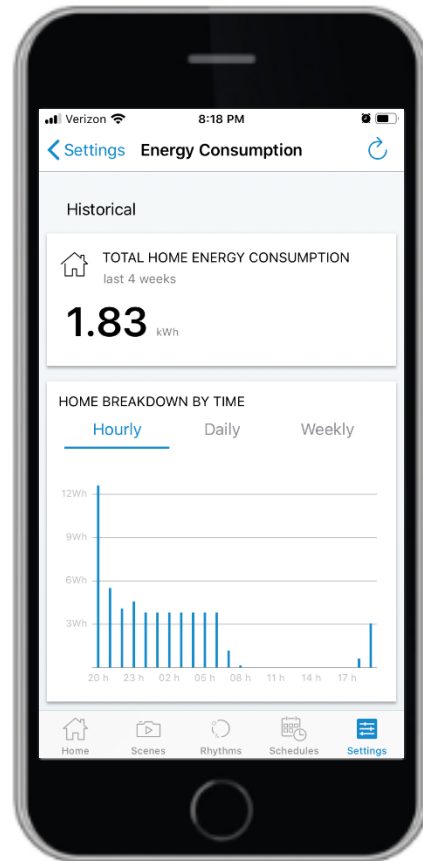 Verizon 8:18 PM
Settings Energy Consumption
Historical
TOTAL HOME ENERGY CONSUMPTION
last 4 weeks
1.83 kWh
HOME BREAKDOWN BY TIME
Hourly Daily Weekly
12Wh
9Wh
6Wh
3Wh
20 h 23 h 02 h 05 h 08 h 11 h 14 h 17 h
Home Scenes Rhythms Schedules Settings